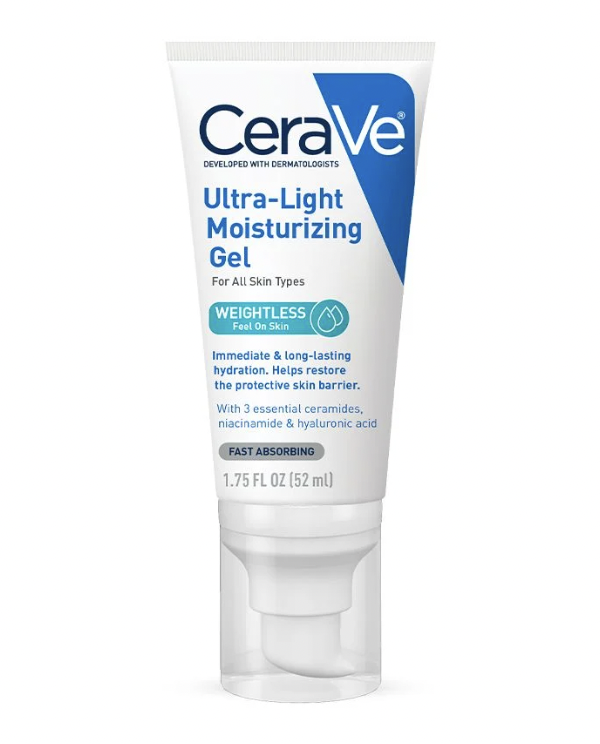 CeraVe®
DEVELOPED WITH DERMATOLOGISTS
Ultra-Light
Moisturizing
Gel
For All Skin Types
WEIGHTLESS
Feel On Skin
Immediate & long-lasting
hydration. Helps restore
the protective skin barrier.
With 3 essential ceramides,
niacinamide & hyaluronic acid
FAST ABSORBING
1.75 FL OZ (52 ml)